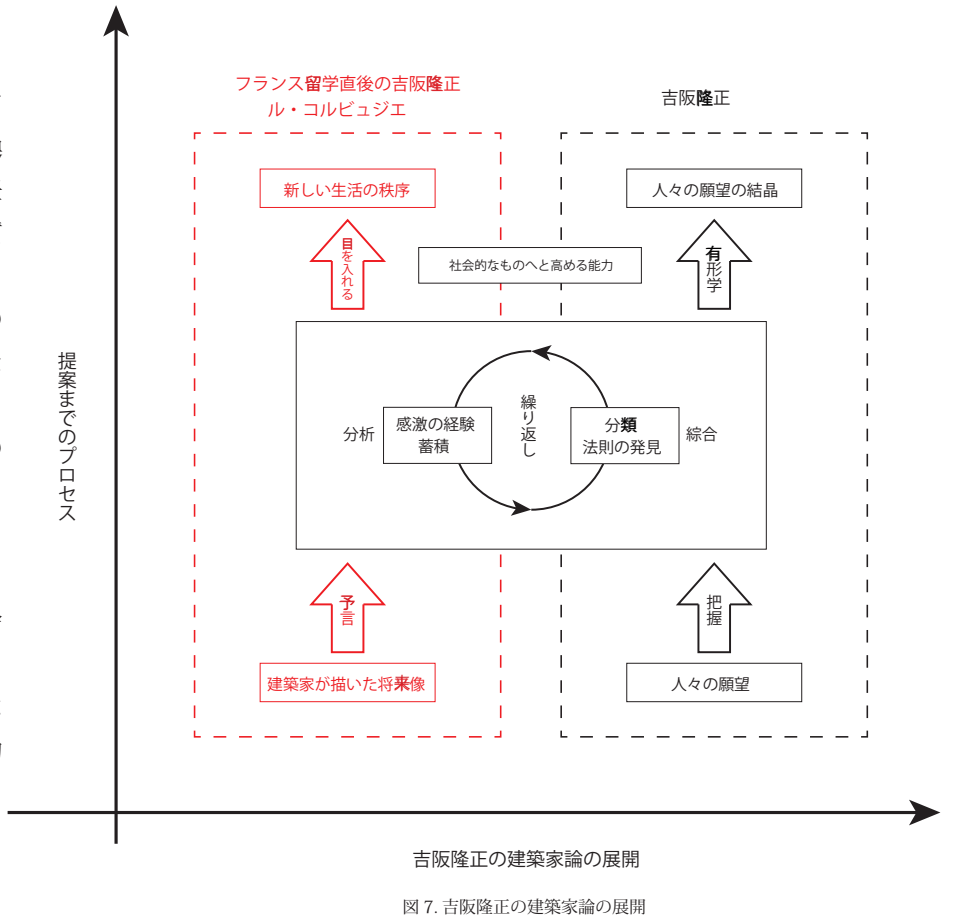 フランス留学直後の吉阪隆正
ル・コルビュジエ
吉阪隆正
新しい生活の秩序
人々の願望の結晶
目を入れる
社会的なものへと高める能力
有形学
提案までのプロセス
分析
感激の経験
蓄積
繰り返し
分類
法則の発見
綜合
予言
把握
建築家が描いた将来像
人々の願望
吉阪隆正の建築家論の展開
図 7. 吉阪隆正の建築家論の展開